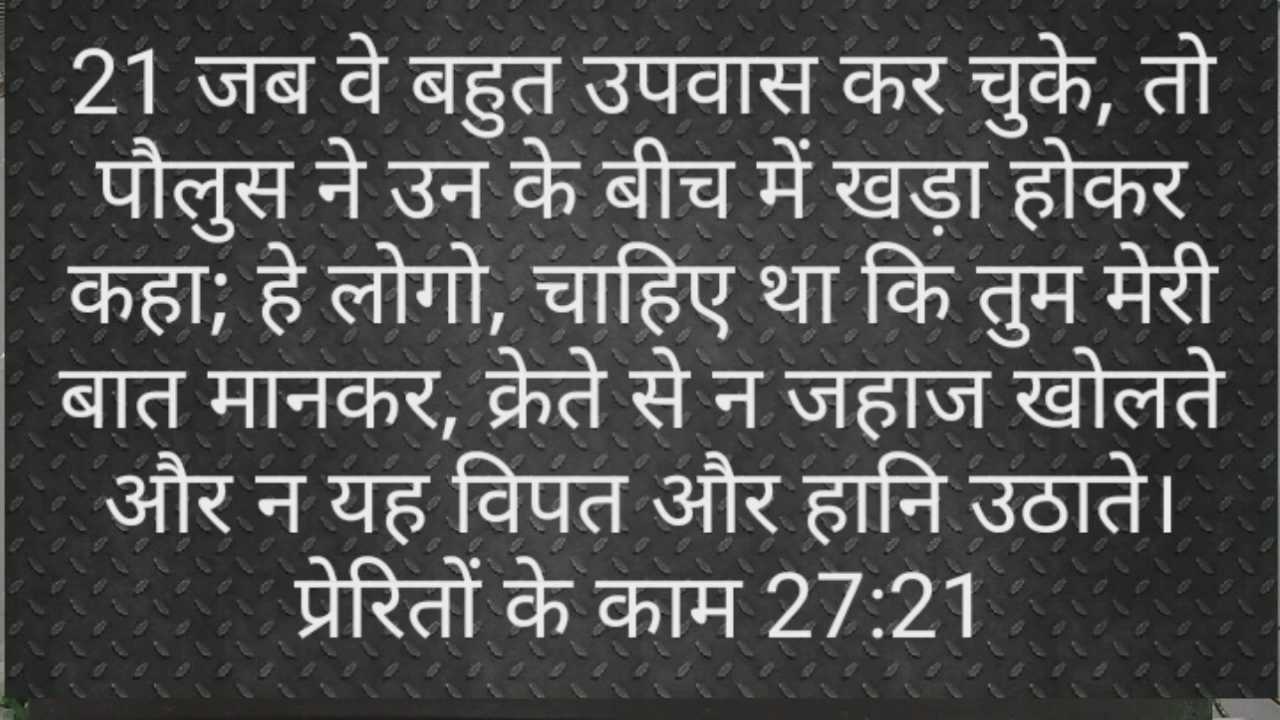 21 जब वे बहुत उपवास कर चुके, तो
पौलुस ने उन के बीच में खड़ा होकर
कहा; हे लोगो, चाहिए था कि तुम मेरी
बात मानकर, क्रेते से न जहाज खोलते
और न यह विपत और हानि उठाते।
प्रेरितों के काम 27:21